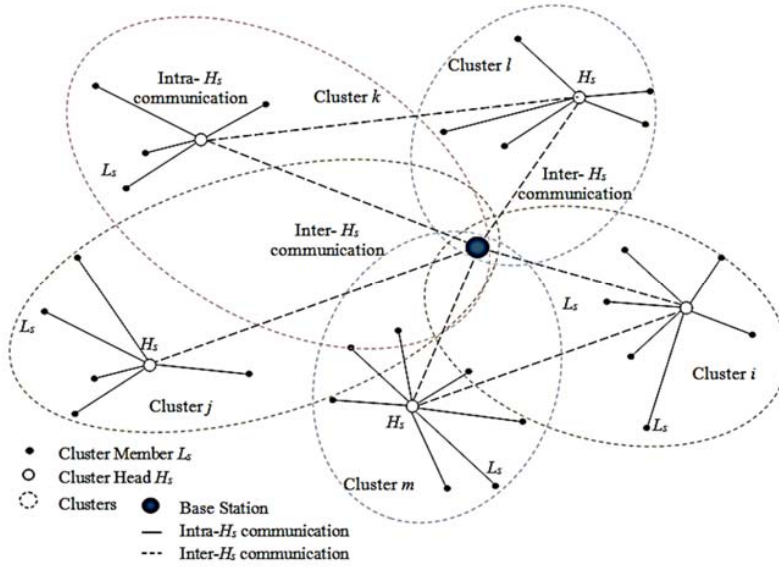 Intra- Hs
communication
Cluster k
Cluster l
Hs
Ls
Inter- Hs
communication
Inter- Hs
communication
Ls
Ls
Hs
Cluster j
Cluster i
Hs
Ls
Ls
Cluster m
Cluster Member Ls
Cluster Head Hs
Clusters
Base Station
Intra-Hs communication
Inter-Hs communication